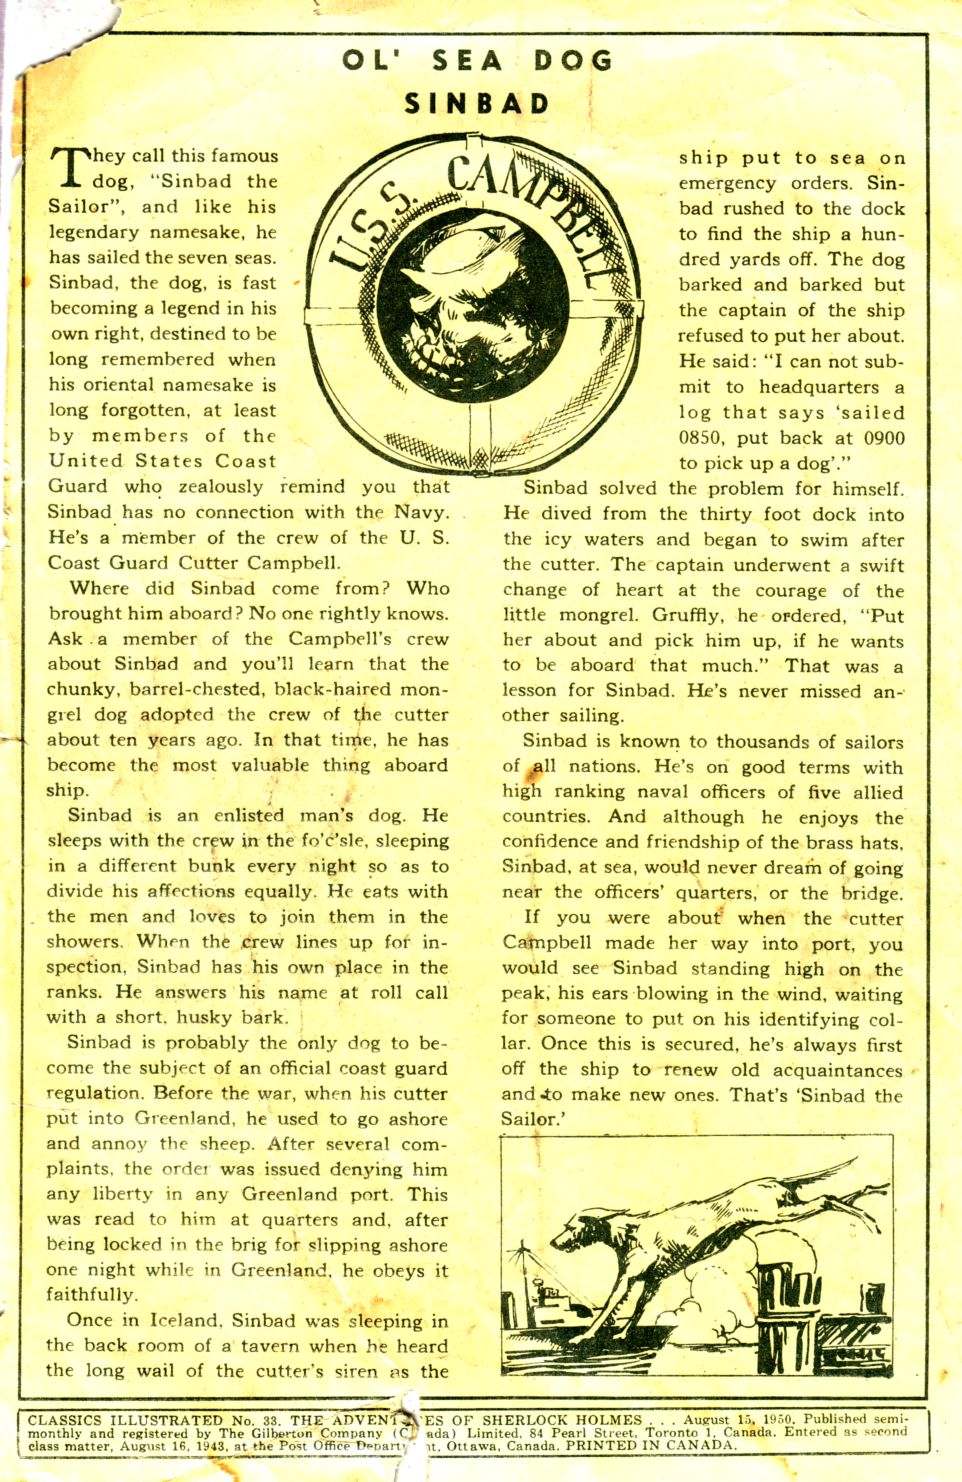 OL' SEA DOG
SINBAD
U.S.S. CAMPBELL
They call this famous
dog, "Sinbad the
Sailor", and like his
legendary namesake, he
has sailed the seven seas.
Sinbad, the dog, is fast
becoming a legend in his
own right, destined to be
long remembered when
his oriental namesake is
long forgotten, at least
by members of the
United States Coast
Guard who zealously remind you that
Sinbad has no connection with the Navy.
He's a member of the crew of the U. S.
Coast Guard Cutter Campbell.
Where did Sinbad come from? Who
brought him aboard? No one rightly knows.
Ask a member of the Campbell's crew
about Sinbad and you'll learn that the
chunky, barrel-chested, black-haired mon-
grel dog adopted the crew of the cutter
about ten years ago. In that time, he has
become the most valuable thing aboard
ship.
Sinbad is an enlisted man's dog. He
sleeps with the crew in the fo'c'sle, sleeping
in a different bunk every night so as to
divide his affections equally. He eats with
the men and loves to join them in the
showers. When the crew lines up for in-
spection, Sinbad has his own place in the
ranks. He answers his name at roll call
with a short, husky bark.
Sinbad is probably the only dog to be-
come the subject of an official coast guard
regulation. Before the war, when his cutter
put into Greenland, he used to go ashore
and annoy the sheep. After several com-
plaints, the order was issued denying him
any liberty in any Greenland port. This
was read to him at quarters and, after
being locked in the brig for slipping ashore
one night while in Greenland, he obeys it
faithfully.
Once in Iceland, Sinbad was sleeping in
the back room of a tavern when he heard
the long wail of the cutter's siren as the
ship put to sea on
emergency orders. Sin-
bad rushed to the dock
to find the ship a hun-
dred yards off. The dog
barked and barked but
the captain of the ship
refused to put her about.
He said: "I can not sub-
mit to headquarters a
log that says 'sailed
0850, put back at 0900
to pick up a dog'."
Sinbad solved the problem for himself.
He dived from the thirty foot dock into
the icy waters and began to swim after
the cutter. The captain underwent a swift
change of heart at the courage of the
little mongrel. Gruffly, he ordered, "Put
her about and pick him up, if he wants
to be aboard that much." That was a
lesson for Sinbad. He's never missed an-
other sailing.
Sinbad is known to thousands of sailors
of all nations. He's on good terms with
high ranking naval officers of five allied
countries. And although he enjoys the
confidence and friendship of the brass hats,
Sinbad, at sea, would never dream of going
near the officers' quarters, or the bridge.
If you were about when the cutter
Campbell made her way into port, you
would see Sinbad standing high on the
peak, his ears blowing in the wind, waiting
for someone to put on his identifying col-
lar. Once this is secured, he's always first
off the ship to renew old acquaintances
and to make new ones. That's 'Sinbad the
Sailor.'
CLASSICS ILLUSTRATED No. 33. THE ADVENT ES OF SHERLOCK HOLMES . . . August 15, 1950. Published semi-
monthly and registered by The Gilberton Company (C ada) Limited, 84 Pearl Street, Toronto 1, Canada. Entered as second
class matter, August 16, 1943, at the Post Office Depart nt, Ottawa, Canada. PRINTED IN CANADA.